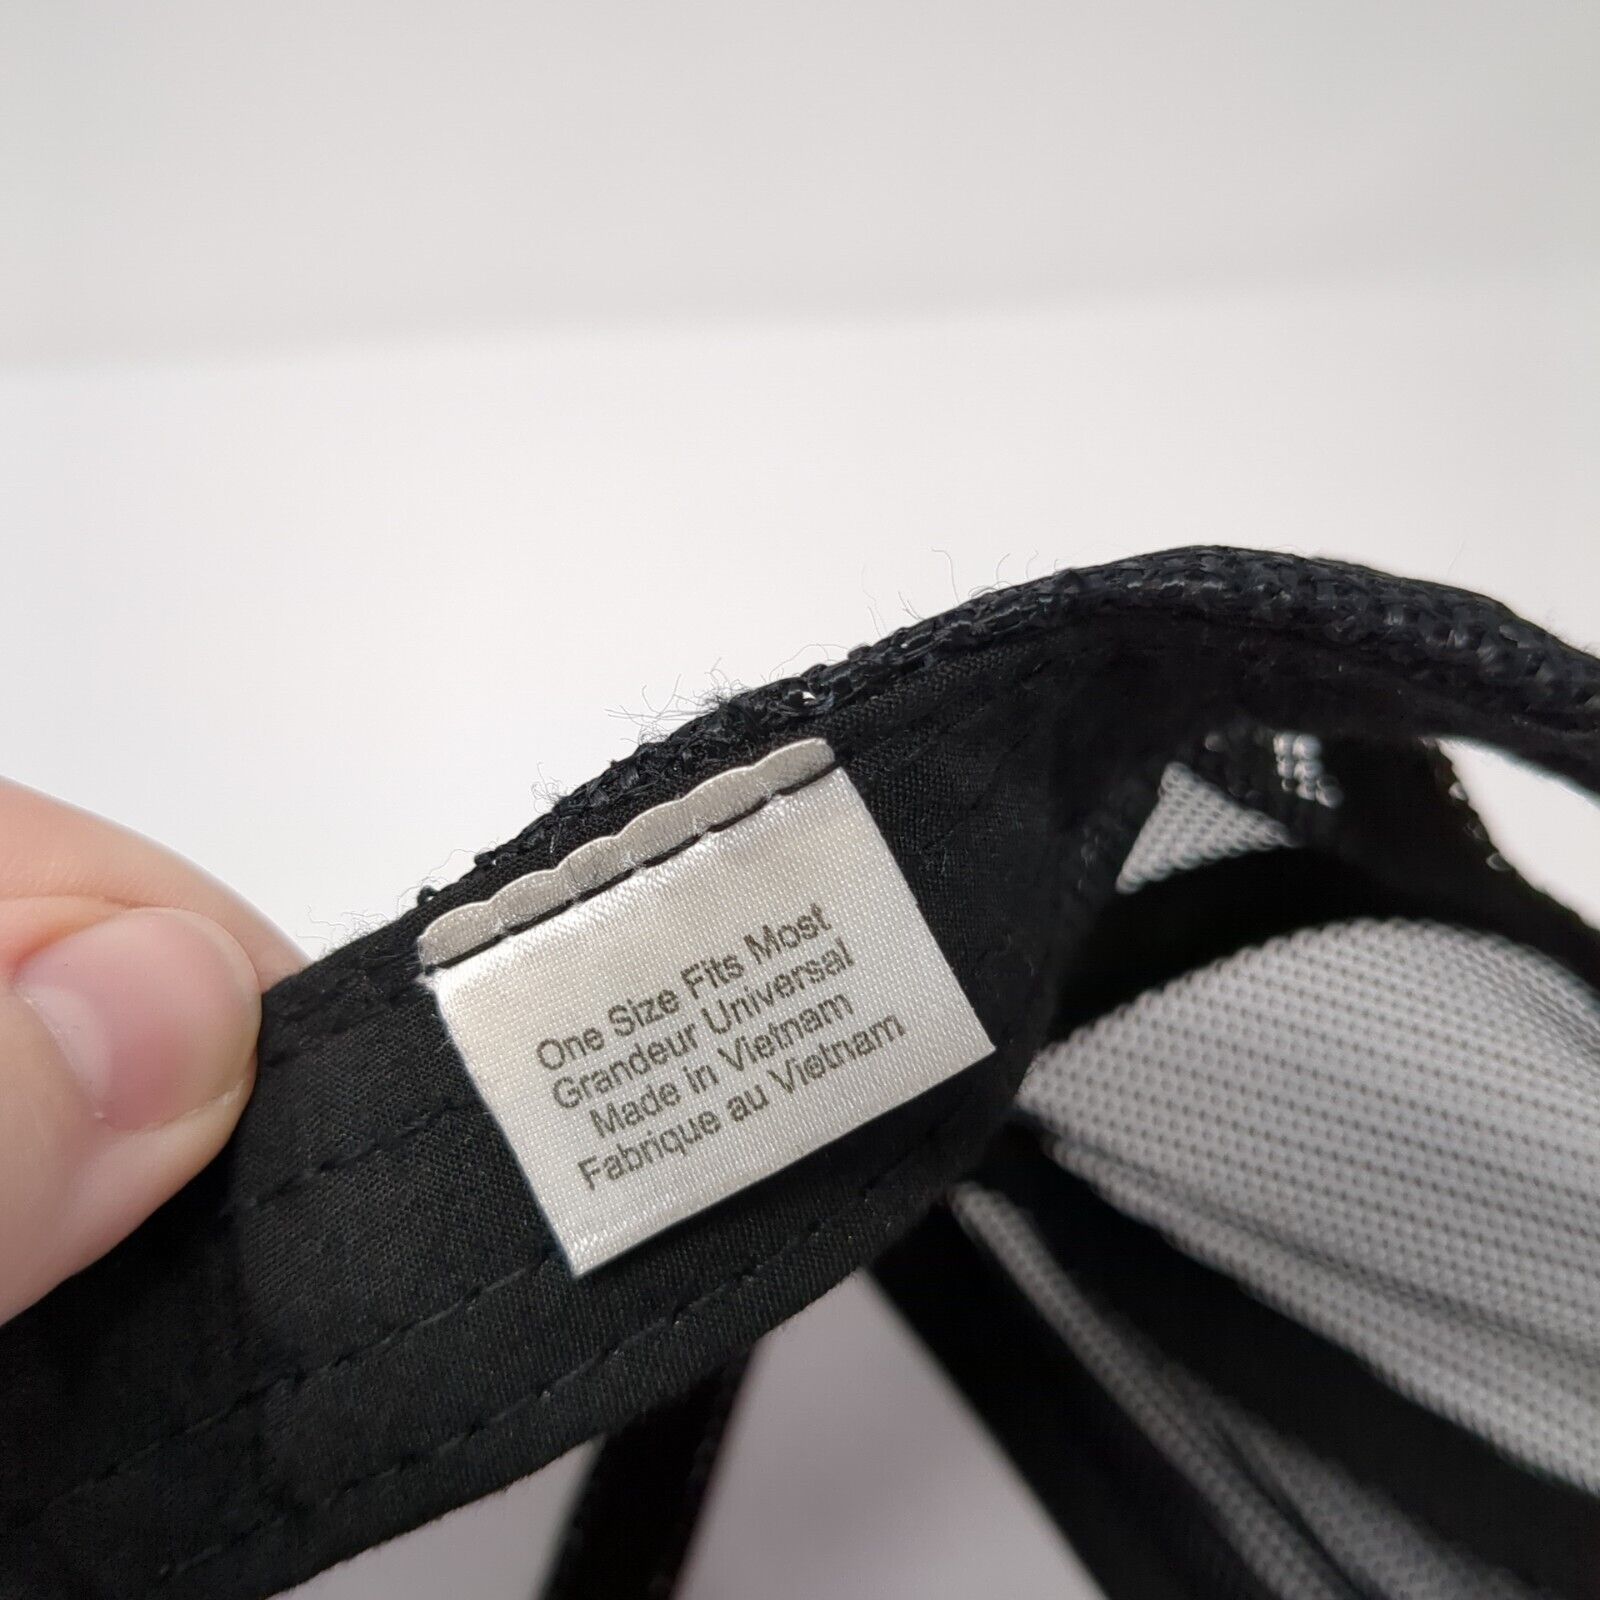 One Size Fits Most
Grandeur Universal
Made in Vietnam
Fabrique au Vietnam